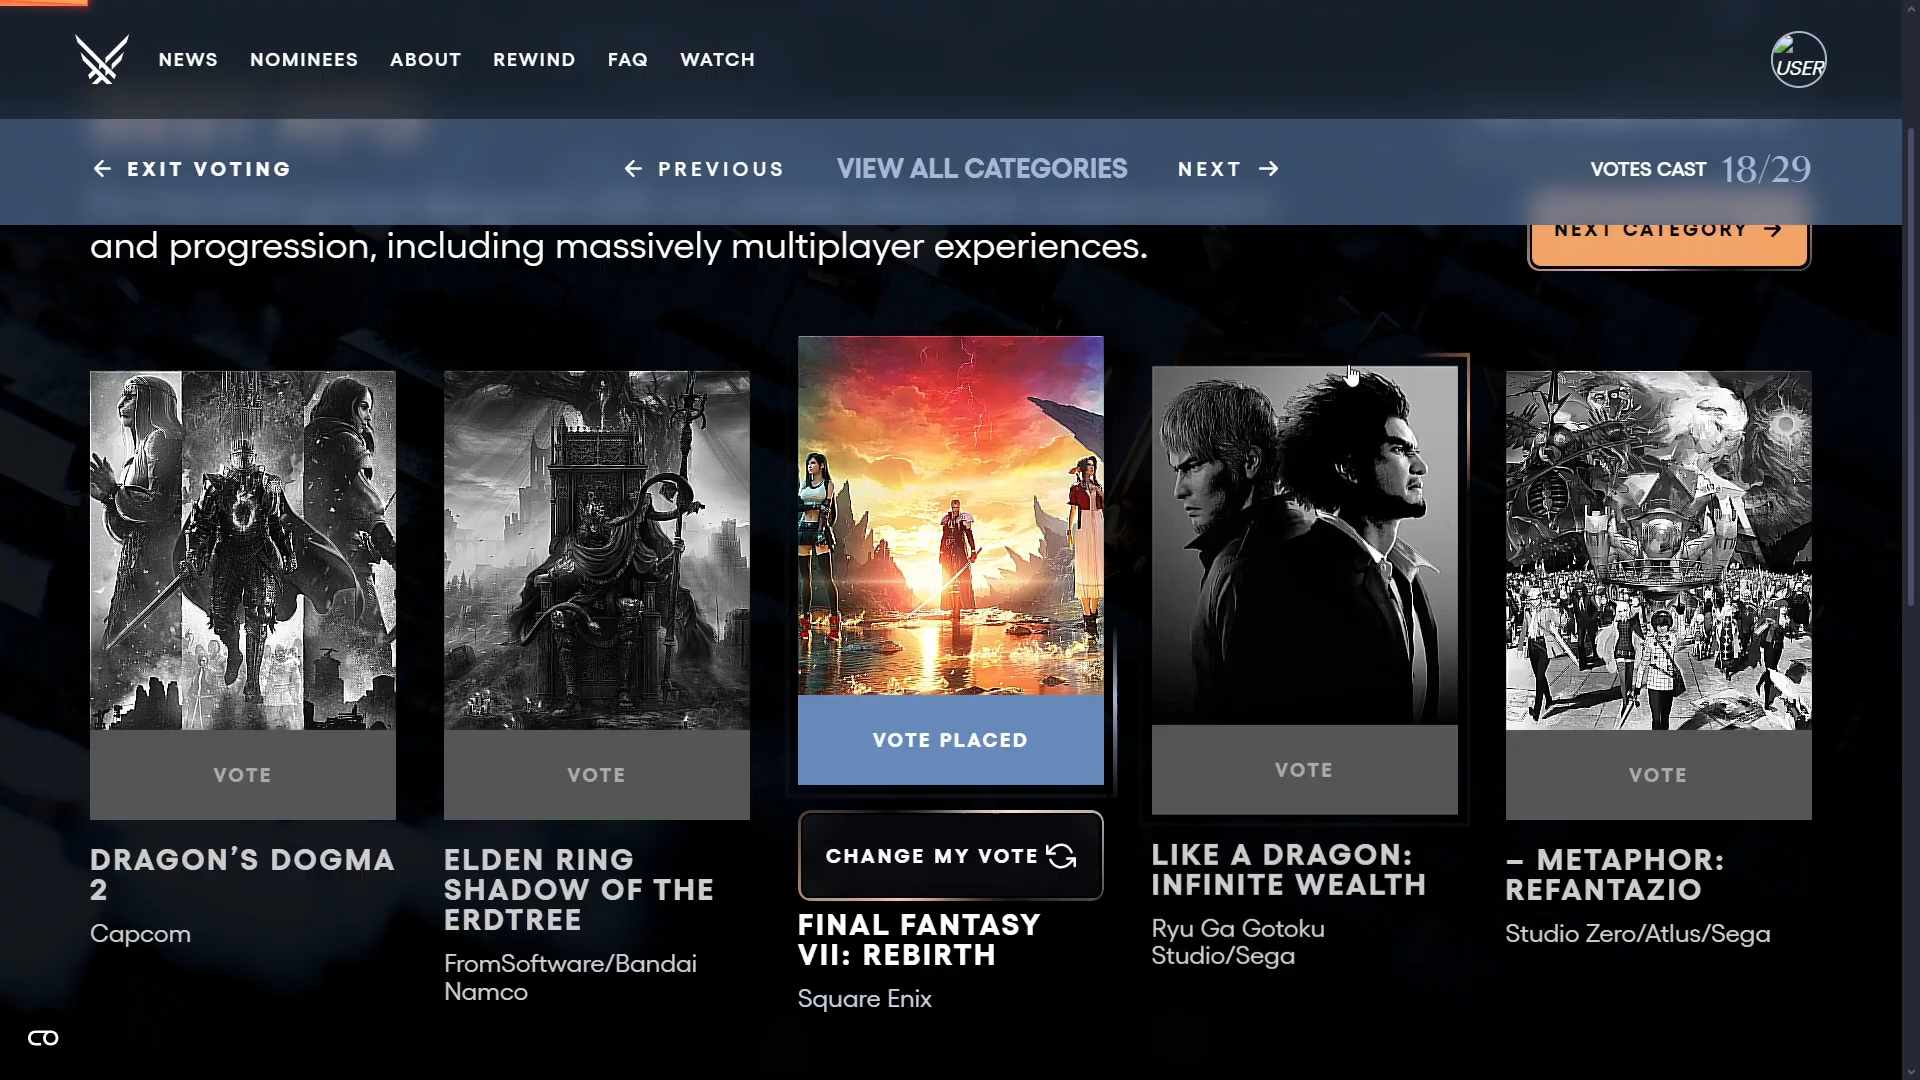 NEWS NOMINEES ABOUT REWIND FAQ WATCH
USER
EXIT VOTING
PREVIOUS VIEW ALL CATEGORIES NEXT
VOTES CAST 18/29
and progression, including massively multiplayer experiences.
NEXT CATEGORY
VOTE
DRAGON'S DOGMA
2
Capcom
VOTE
ELDEN RING
SHADOW OF THE
ERDTREE
FromSoftware/Bandai
Namco
VOTE PLACED
CHANGE MY VOTE
FINAL FANTASY
VII: REBIRTH
Square Enix
VOTE
LIKE A DRAGON:
INFINITE WEALTH
Ryu Ga Gotoku
Studio/Sega
VOTE
– METAPHOR:
REFANTAZIO
Studio Zero/Atlus/Sega